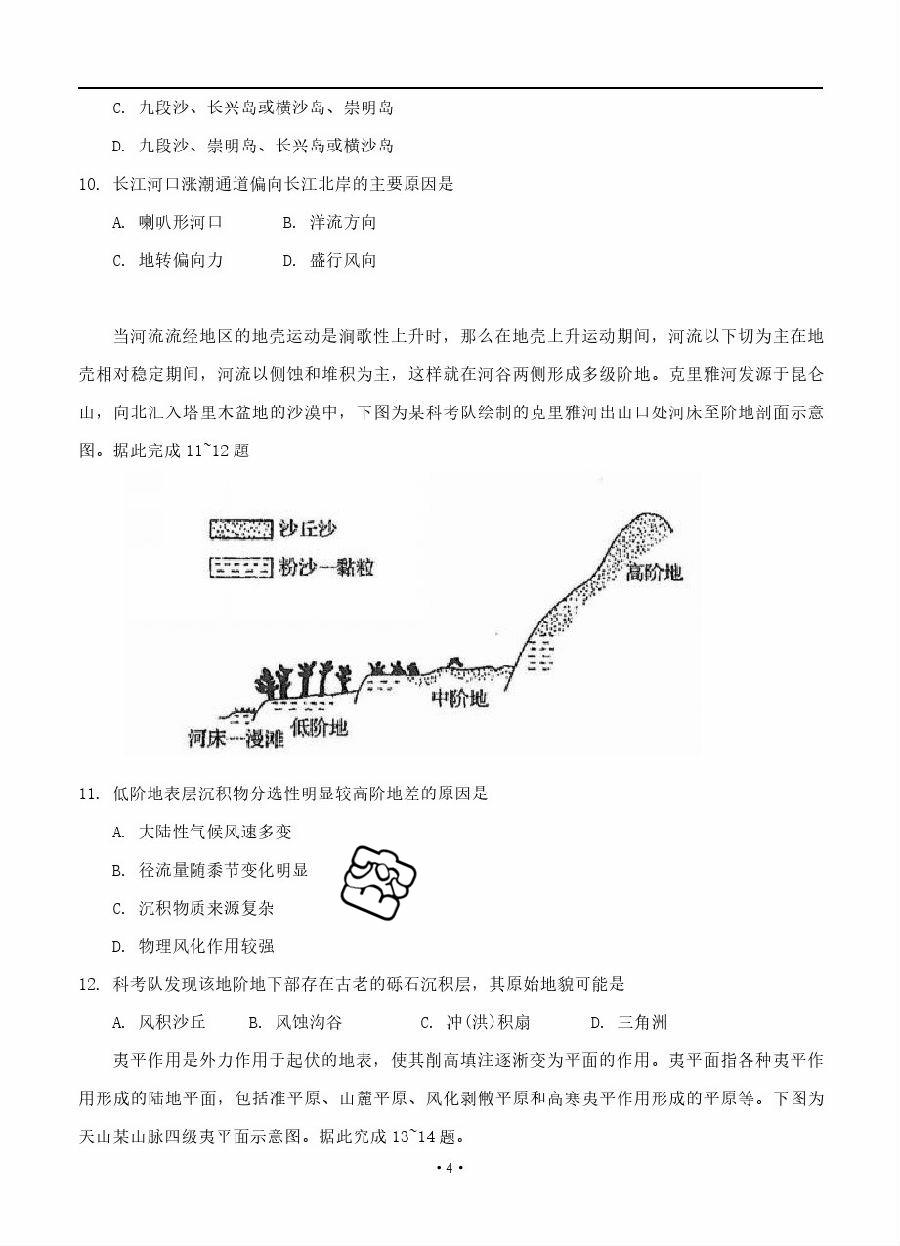 C. 九段沙、长兴岛或横沙岛、崇明岛
D. 九段沙、崇明岛、长兴岛或横沙岛
10. 长江河口涨潮通道偏向长江北岸的主要原因是
A. 喇叭形河口 B. 洋流方向
C. 地转偏向力 D. 盛行风向
当河流流经地区的地壳运动是间歇性上升时，那么在地壳上升运动期间，河流以下切为主在地
壳相对稳定期间，河流以侧蚀和堆积为主，这样就在河谷两侧形成多级阶地。克里雅河发源于昆仑
山，向北汇入塔里木盆地的沙漠中，下图为某科考队绘制的克里雅河出山口处河床至阶地剖面示意
图。据此完成 11~12 题
沙丘沙
粉沙—黏粒
高阶地
中阶地
低阶地
河床—漫滩
11. 低阶地表层沉积物分选性明显较高阶地差的原因是
A. 大陆性气候风速多变
B. 径流量随季节变化明显
C. 沉积物质来源复杂
D. 物理风化作用较强
12. 科考队发现该地阶地下部存在古老的砾石沉积层，其原始地貌可能是
A. 风积沙丘 B. 风蚀沟谷 C. 冲(洪)积扇 D. 三角洲
夷平作用是外力作用于起伏的地表，使其削高填注逐渐变为平面的作用。夷平面指各种夷平作
用形成的陆地平面，包括准平原、山麓平原、风化剥蚀平原和高寒夷平作用形成的平原等。下图为
天山某山脉四级夷平面示意图。据此完成 13~14 题。
·4·